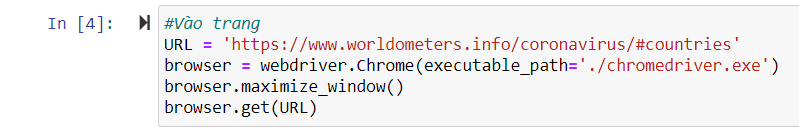 In [4]:
#Vào trang
URL = 'https://www.worldometers.info/coronavirus/#countries'
browser = webdriver.Chrome(executable_path='./chromedriver.exe')
browser.maximize_window()
browser.get(URL)